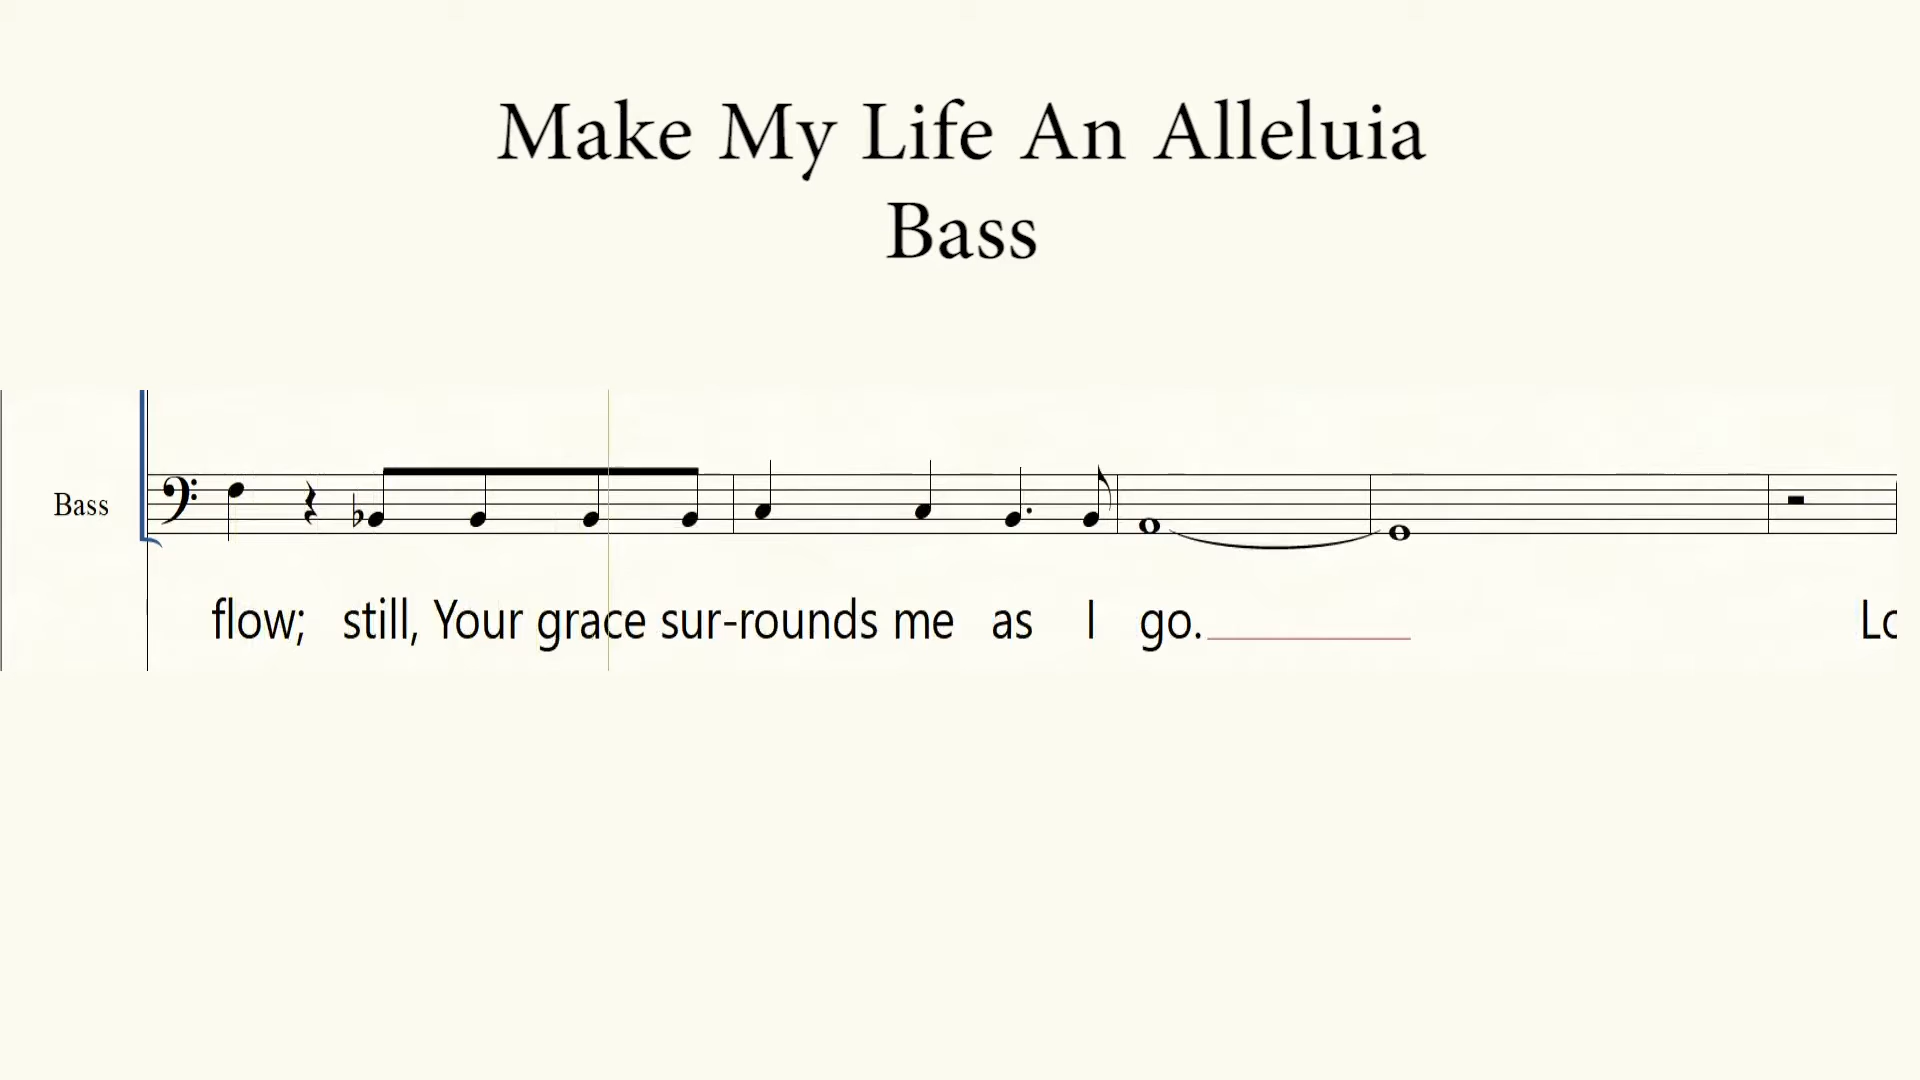 Make My Life An Alleluia
Bass
Bass
flow; still, Your grace sur-rounds me as I go.